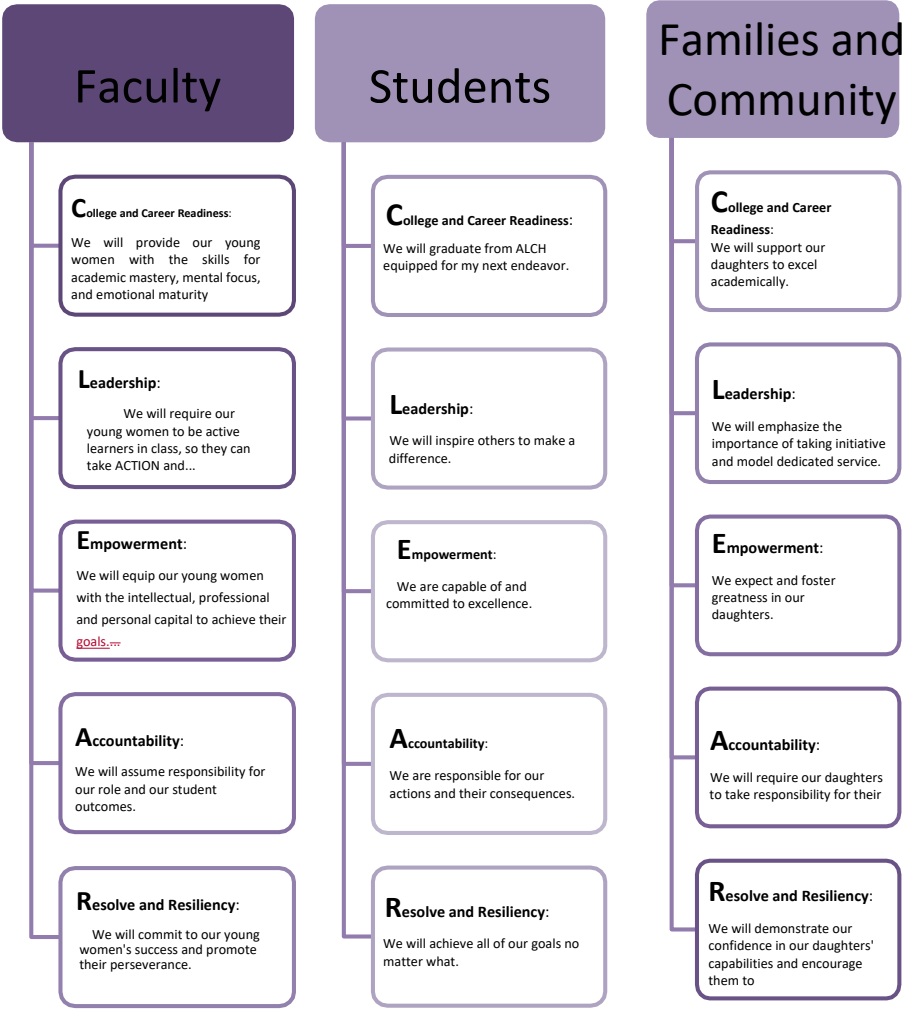 Faculty
College and Career Readiness:
We will provide our young
women with the skills for
academic mastery, mental focus,
and emotional maturity
Leadership:
We will require our
young women to be active
learners in class, so they can
take ACTION and...
Empowerment:
We will equip our young women
with the intellectual, professional
and personal capital to achieve their
goals....
Accountability:
We will assume responsibility for
our role and our student
outcomes.
Resolve and Resiliency:
We will commit to our young
women's success and promote
their perseverance.
Students
College and Career Readiness:
We will graduate from ALCH
equipped for my next endeavor.
Leadership:
We will inspire others to make a
difference.
Empowerment:
We are capable of and
committed to excellence.
Accountability:
We are responsible for our
actions and their consequences.
Resolve and Resiliency:
We will achieve all of our goals no
matter what.
Families and
Community
College and Career
Readiness:
We will support our
daughters to excel
academically.
Leadership:
We will emphasize the
importance of taking initiative
and model dedicated service.
Empowerment:
We expect and foster
greatness in our
daughters.
Accountability:
We will require our daughters
to take responsibility for their
Resolve and Resiliency:
We will demonstrate our
confidence in our daughters'
capabilities and encourage
them to